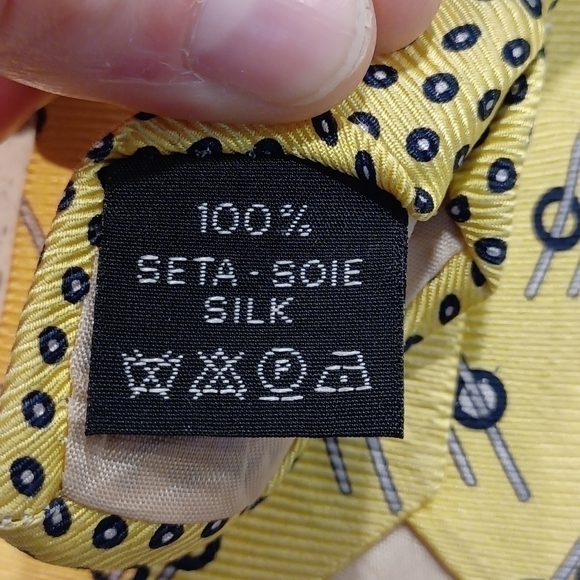 100%
SETA - SOIE
SILK
F